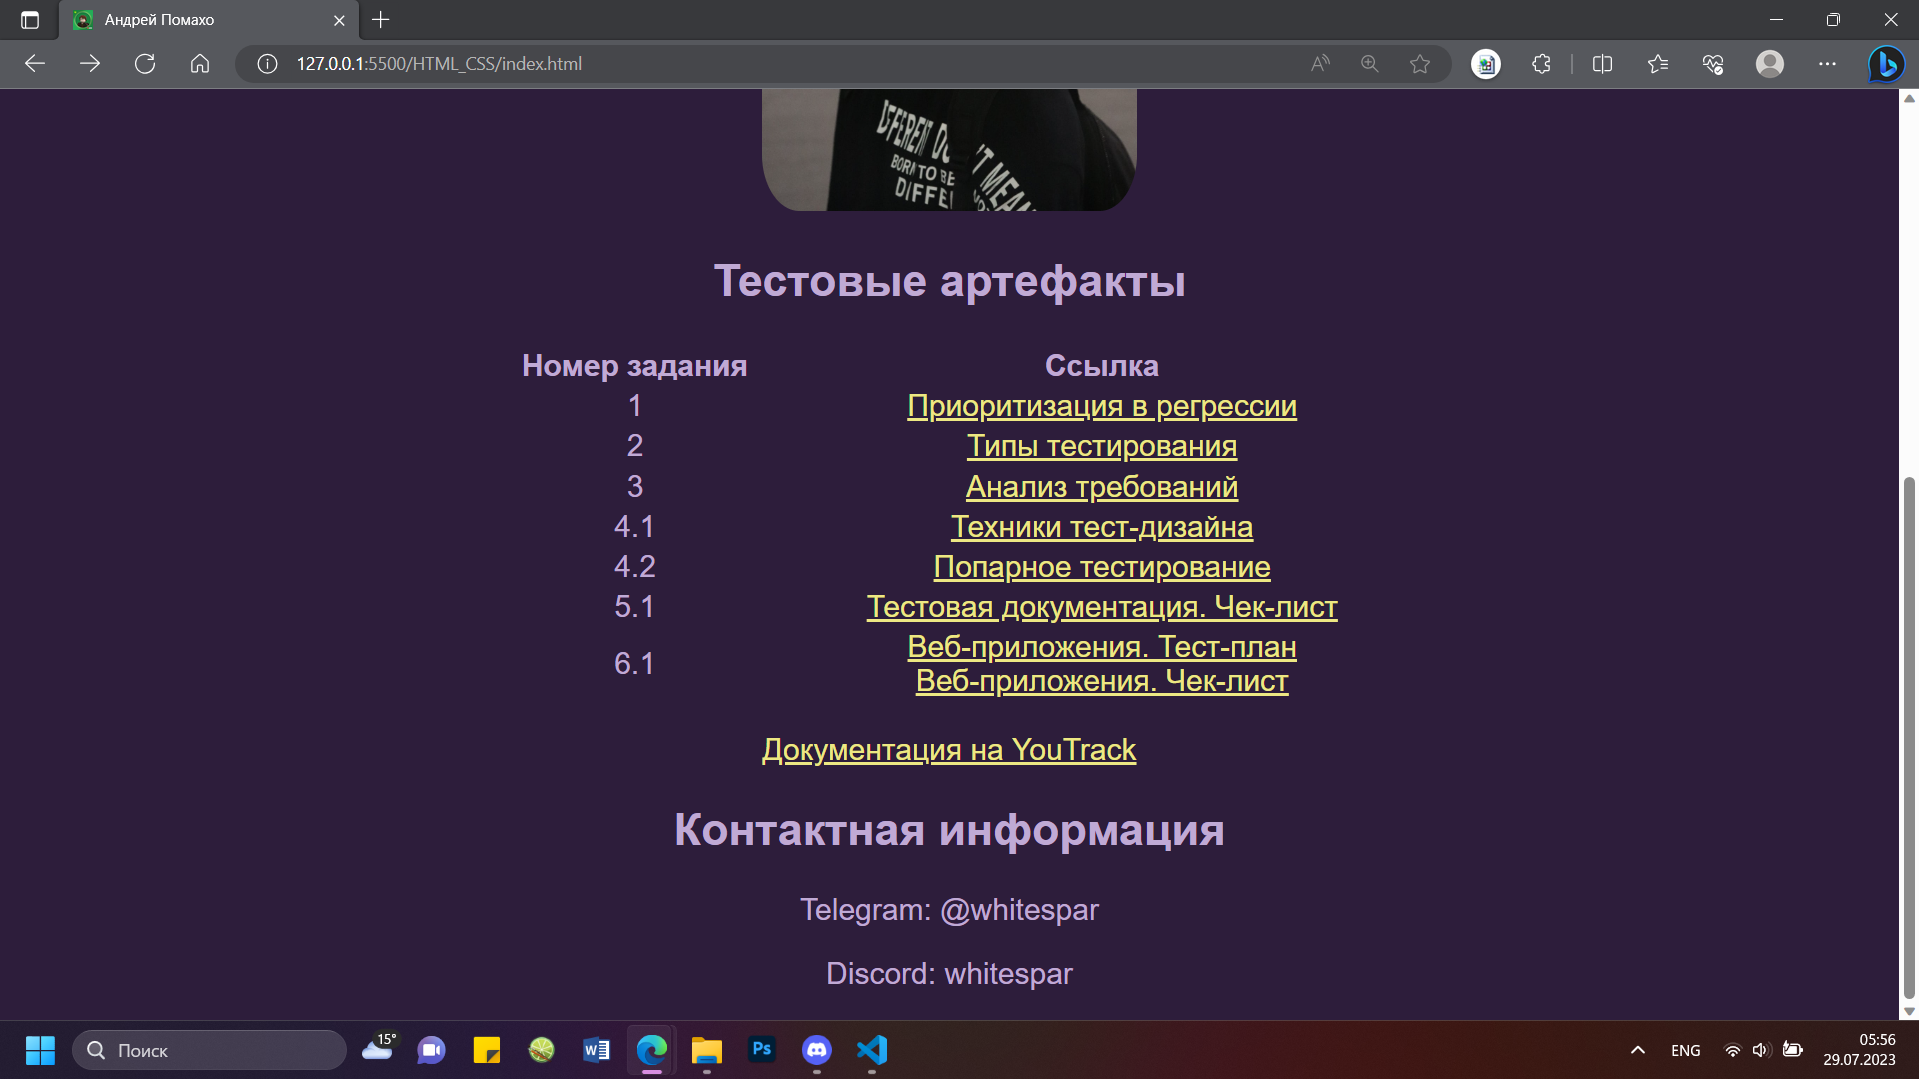 Андрей Помахо
127.0.0.1:5500/HTML_CSS/index.html
BORN TO BE
Тестовые артефакты
Номер задания Ссылка
1 Приоритизация в регрессии
2 Типы тестирования
3 Анализ требований
4.1 Техники тест-дизайна
4.2 Попарное тестирование
5.1 Тестовая документация. Чек-лист
6.1 Веб-приложения. Тест-план
Веб-приложения. Чек-лист
Документация на YouTrack
Контактная информация
Telegram: @whitespar
Discord: whitespar
Поиск
15°
Ps
ENG
05:56
29.07.2023